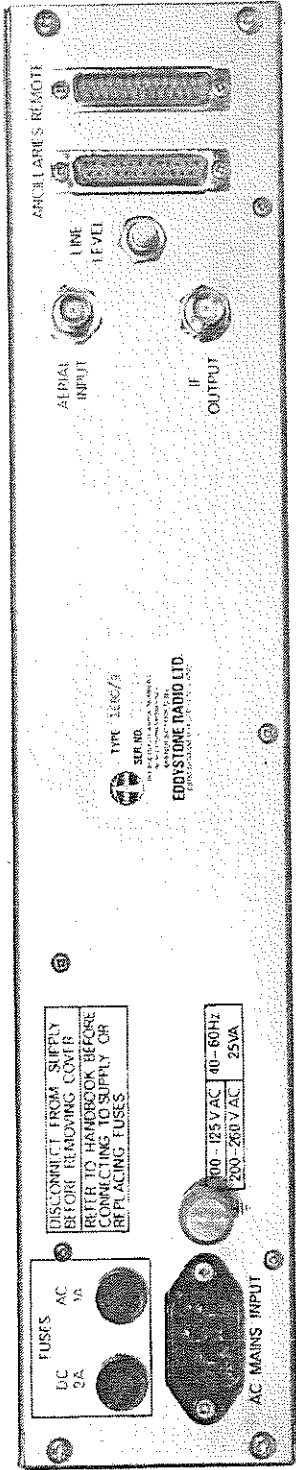 FUSES
DC
2A
AC
1A
DISCONNECT FROM SUPPLY
BEFORE REMOVING COVER
REFER TO HANDBOOK BEFORE
CONNECTING TO SUPPLY OR
REPLACING FUSES
AC MAINS INPUT
100-125 V AC
40-60Hz
200-260 V AC
25VA
TYPE
SER NO.
EDDYSTONE RADIO LTD.
AERIAL
INPUT
LINE
LEVEL
IF
OUTPUT
ANCILLARIES REMOTE